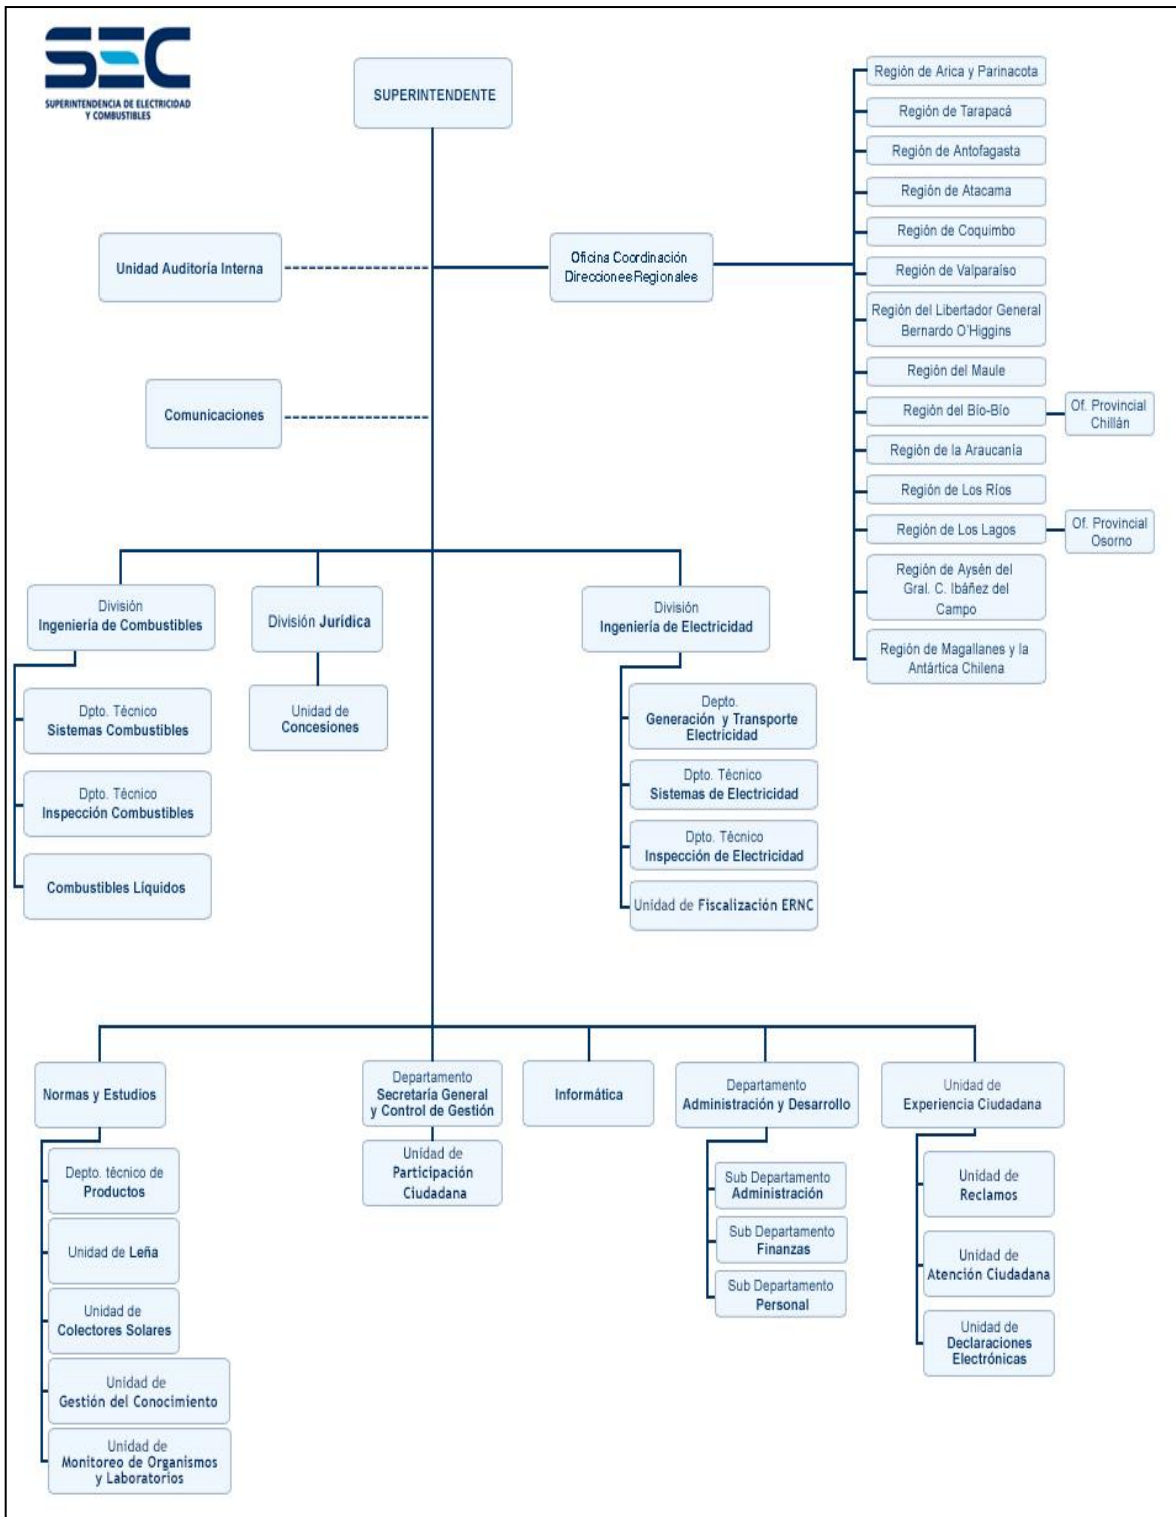 SEC
SUPERINTENDENCIA DE ELECTRICIDAD
Y COMBUSTIBLES
SUPERINTENDENTE
Unidad Auditoría Interna
Comunicaciones
Oficina Coordinación
DireccioneeRegionales
Región de Arica y Parinacota
Región de Tarapacá
Región de Antofagasta
Región de Atacama
Región de Coquimbo
Región de Valparaíso
Región del Libertador General
Bernardo O'Higgins
Región del Maule
Región del Bío-Bío
Of. Provincial
Chillán
Región de la Araucanía
Región de Los Ríos
Región de Los Lagos
Of. Provincial
Osorno
Región de Aysén del
Gral. C. Ibáñez del
Campo
Región de Magallanes y la
Antártica Chilena
División
Ingeniería de Combustibles
Dpto. Técnico
Sistemas Combustibles
Dpto. Técnico
Inspección Combustibles
Combustibles Líquidos
División Jurídica
Unidad de
Concesiones
División
Ingeniería de Electricidad
Depto.
Generación y Transporte
Electricidad
Dpto. Técnico
Sistemas de Electricidad
Dpto. Técnico
Inspección de Electricidad
Unidad de Fiscalización ERNC
Normas y Estudios
Depto. técnico de
Productos
Unidad de Leña
Unidad de
Colectores Solares
Unidad de
Gestión del Conocimiento
Unidad de
Monitoreo de Organismos
y Laboratorios
Departamento
Secretaría General
y Control de Gestión
Unidad de
Participación
Ciudadana
Informática
Departamento
Administración y Desarrollo
Sub Departamento
Administración
Sub Departamento
Finanzas
Sub Departamento
Personal
Unidad de
Experiencia Ciudadana
Unidad de
Reclamos
Unidad de
Atención Ciudadana
Unidad de
Declaraciones
Electrónicas